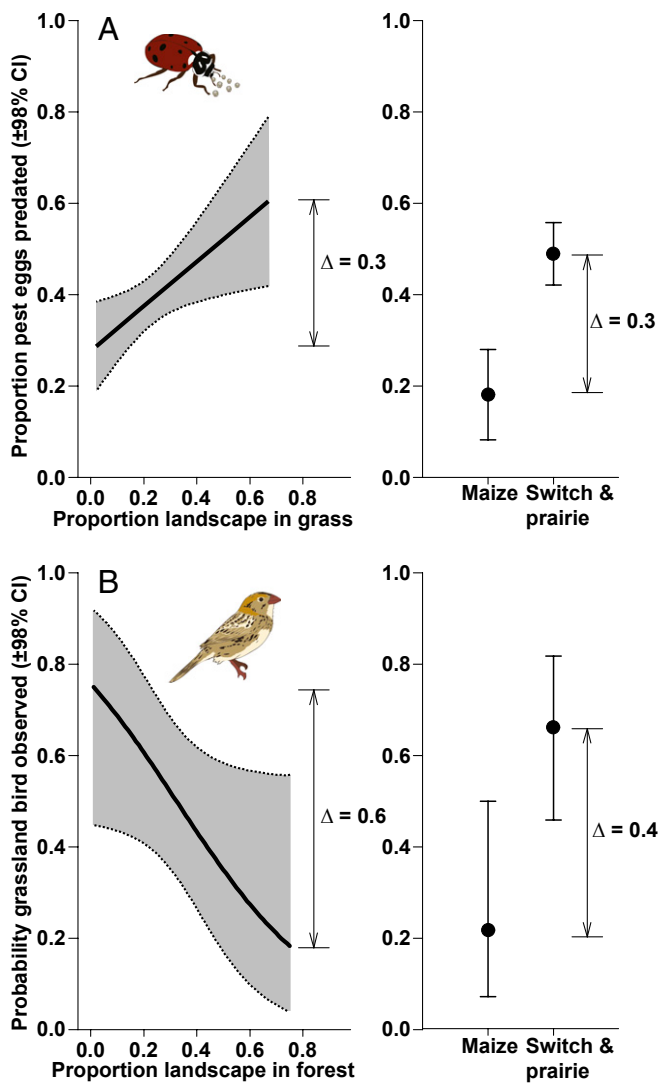 A
Proportion pest eggs predated (±98% CI)
1.0
0.8
0.6
0.4
0.2
0.0
0.0 0.2 0.4 0.6 0.8
Proportion landscape in grass
Δ = 0.3
1.0
0.8
0.6
0.4
0.2
0.0
Maize Switch &
prairie
Δ = 0.3
B
Probability grassland bird observed (±98% CI)
1.0
0.8
0.6
0.4
0.2
0.0
0.0 0.2 0.4 0.6 0.8
Proportion landscape in forest
Δ = 0.6
1.0
0.8
0.6
0.4
0.2
0.0
Maize Switch &
prairie
Δ = 0.4